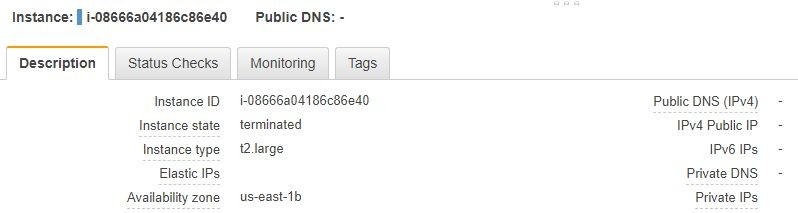 Instance: i-08666a04186c86e40 Public DNS: -
Description Status Checks Monitoring Tags
Instance ID i-08666a04186c86e40 Public DNS (IPv4) -
Instance state terminated IPv4 Public IP -
Instance type t2.large IPv6 IPs -
Elastic IPs Private DNS -
Availability zone us-east-1b Private IPs -